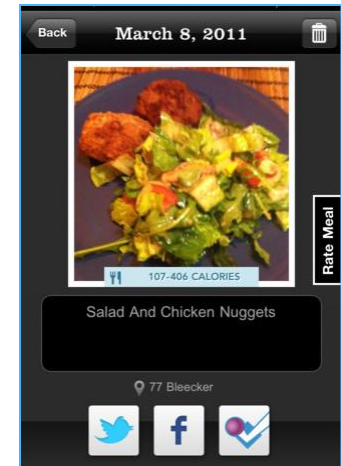 Back
March 8, 2011
107-406 CALORIES
Rate Meal
Salad And Chicken Nuggets
77 Bleecker
f